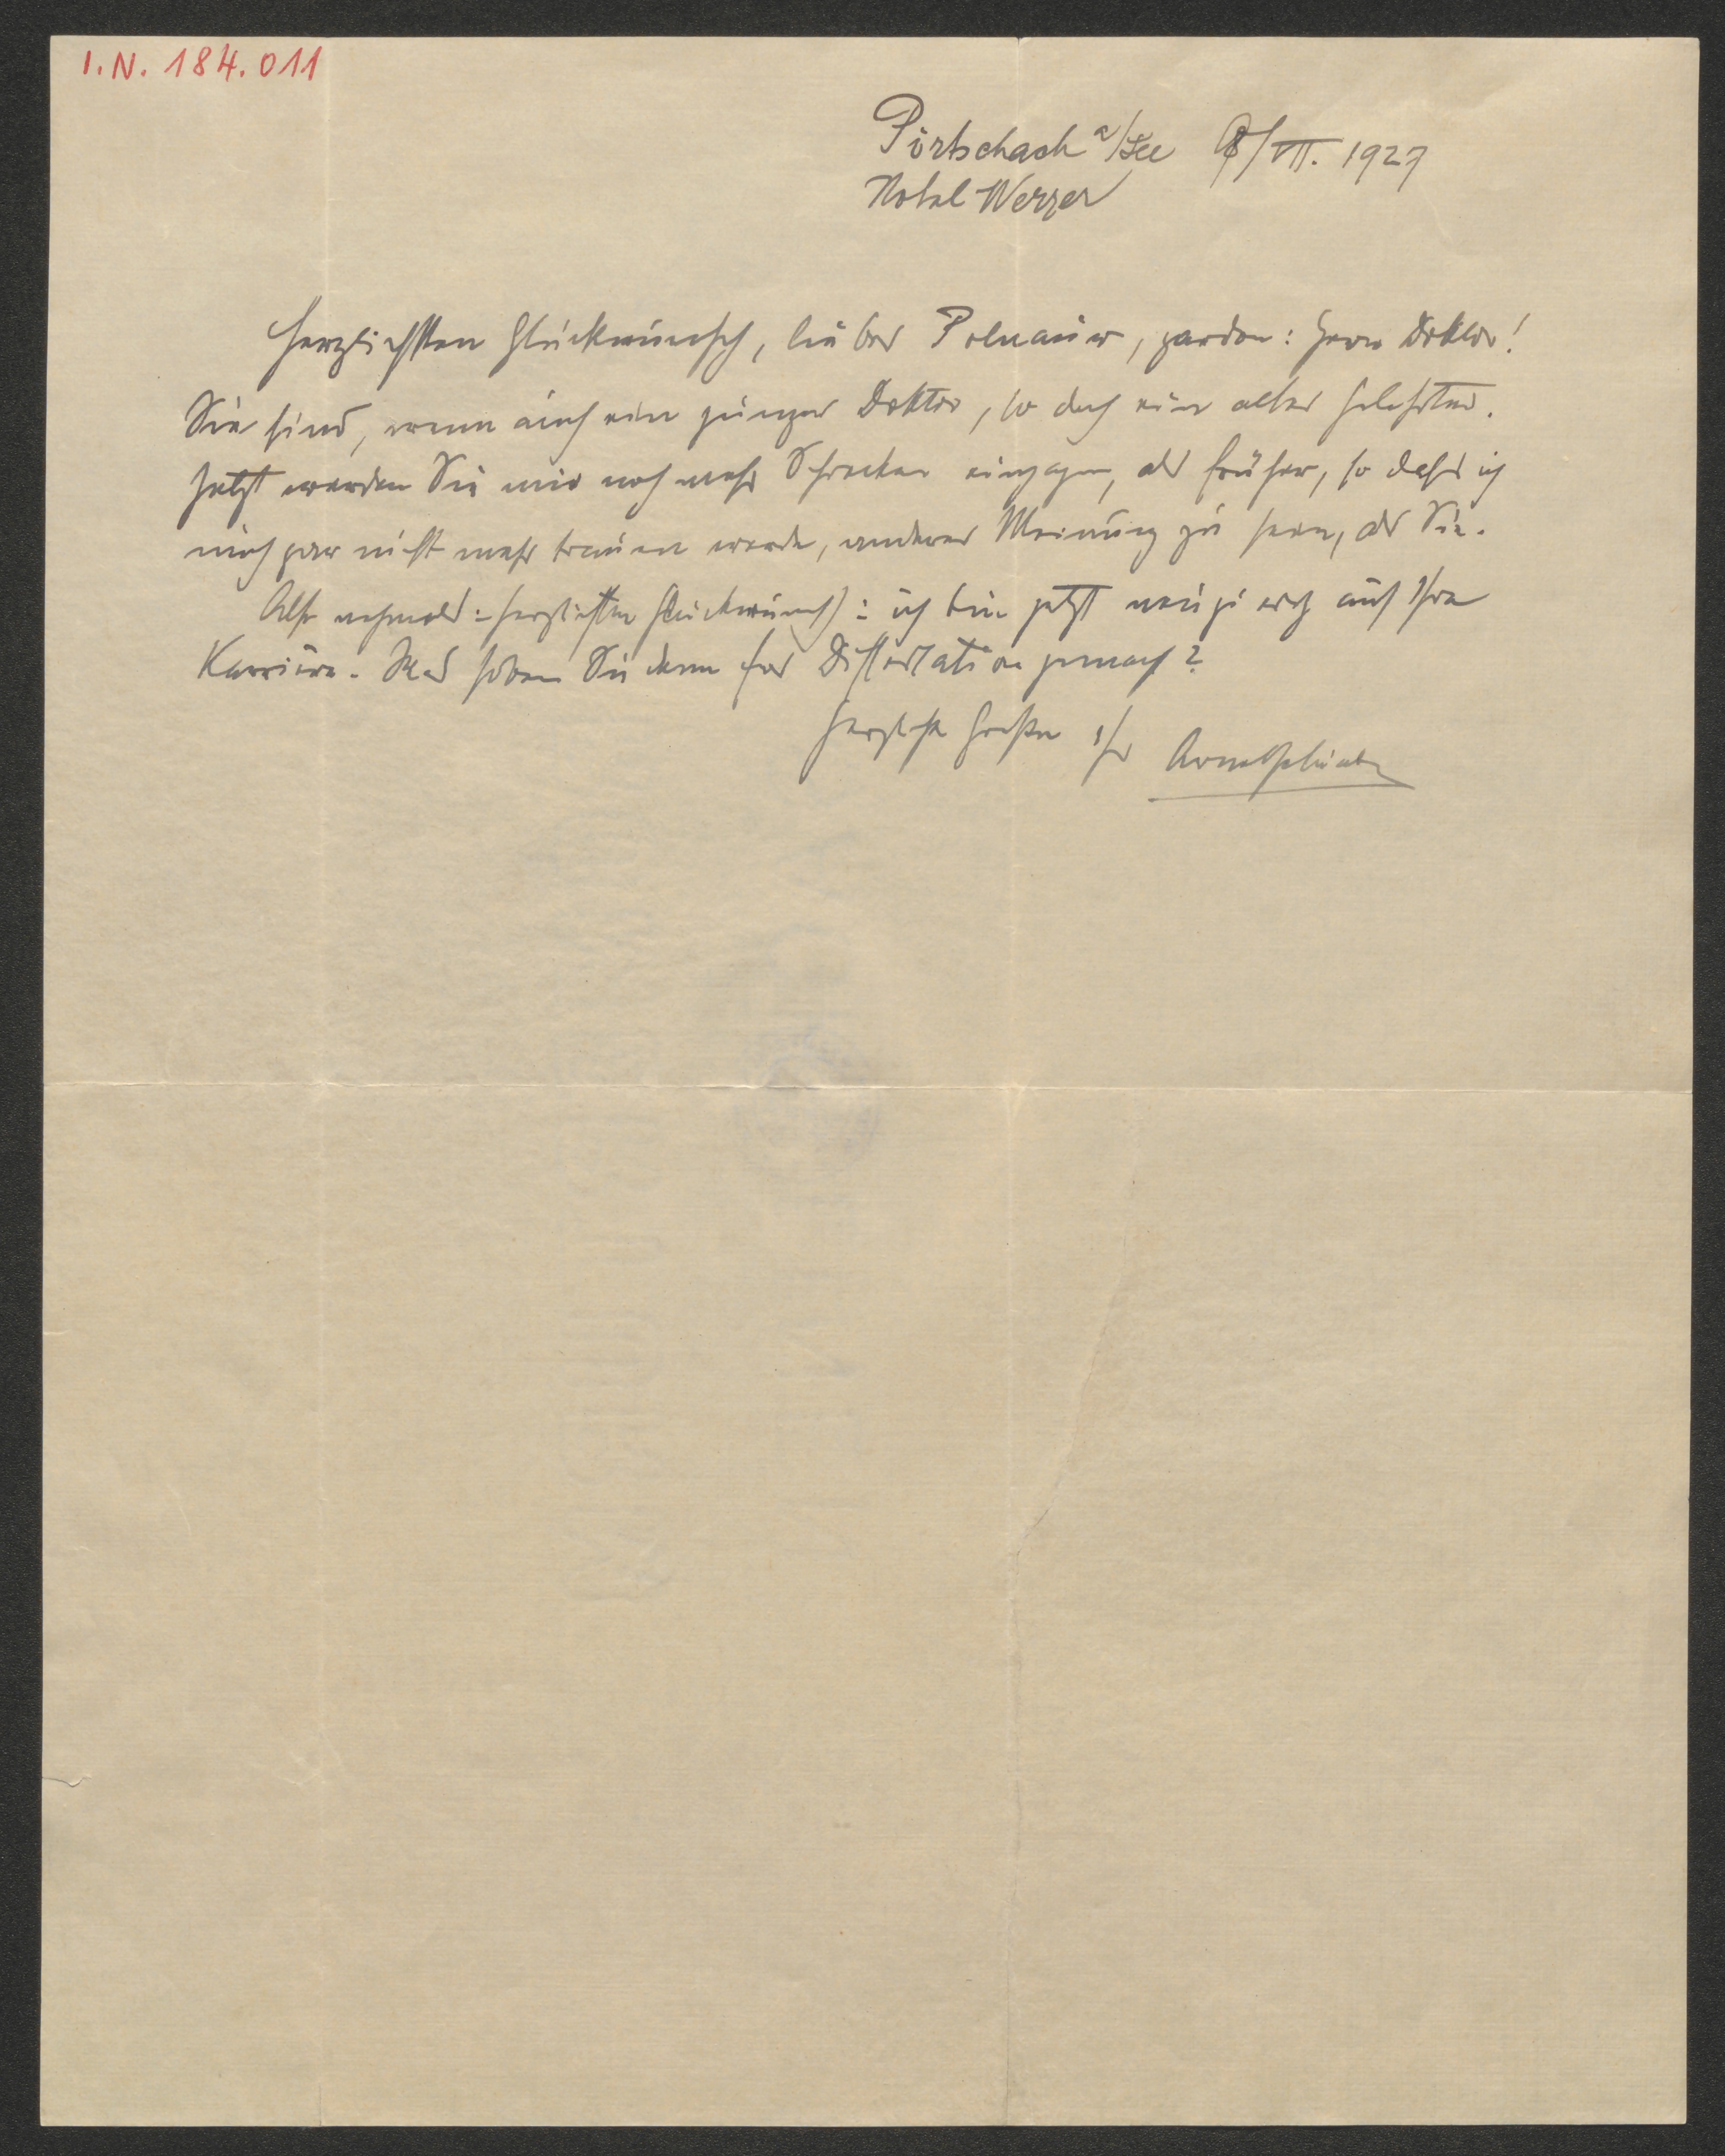 I.N. 184.011
Pörtschach a/See 8/VII. 1927
Hotel Werzer
Herzlichsten Glückwunsch, lieber Polnauer, pardon: Herr Doktor!
Sie sind, wenn auch ein junger Doktor, so doch ein alter Gelehrter.
Jetzt werden Sie mir noch mehr Schrecken einjagen, als früher, so dass ich
mich gar nicht mehr trauen werde, anderer Meinung zu sein, als Sie.
Also nochmals: herzlichsten Glückwunsch: ich bin jetzt neugierig auf Ihre
Karriere. Was haben Sie denn für Dissertation gemacht?
Herzlichste Grüße Ihr Arnold Schönberg